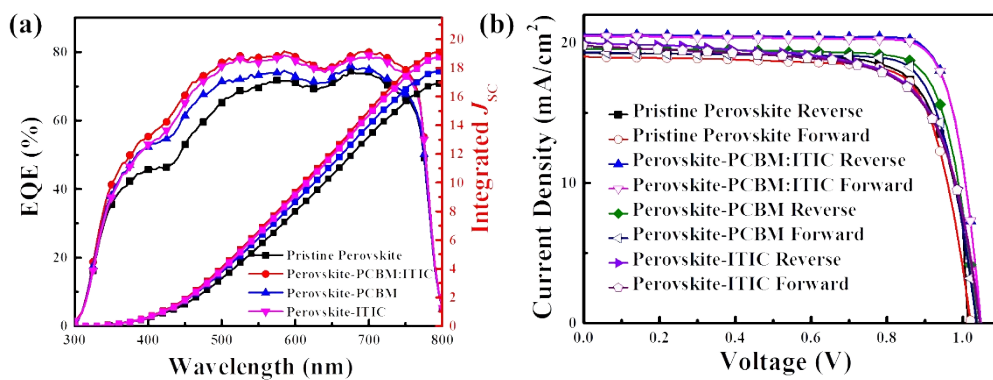 (a)
80
60
40
20
0
EQE (%)
300 400 500 600 700 800
Wavelength (nm)
20
18
16
14
12
10
8
6
4
2
0
Integrated JSC
Pristine Perovskite
Perovskite-PCBM:ITIC
Perovskite-PCBM
Perovskite-ITIC
(b)
20
15
10
5
0
Current Density (mA/cm²)
0.0 0.2 0.4 0.6 0.8 1.0
Voltage (V)
Pristine Perovskite Reverse
Pristine Perovskite Forward
Perovskite-PCBM:ITIC Reverse
Perovskite-PCBM:ITIC Forward
Perovskite-PCBM Reverse
Perovskite-PCBM Forward
Perovskite-ITIC Reverse
Perovskite-ITIC Forward